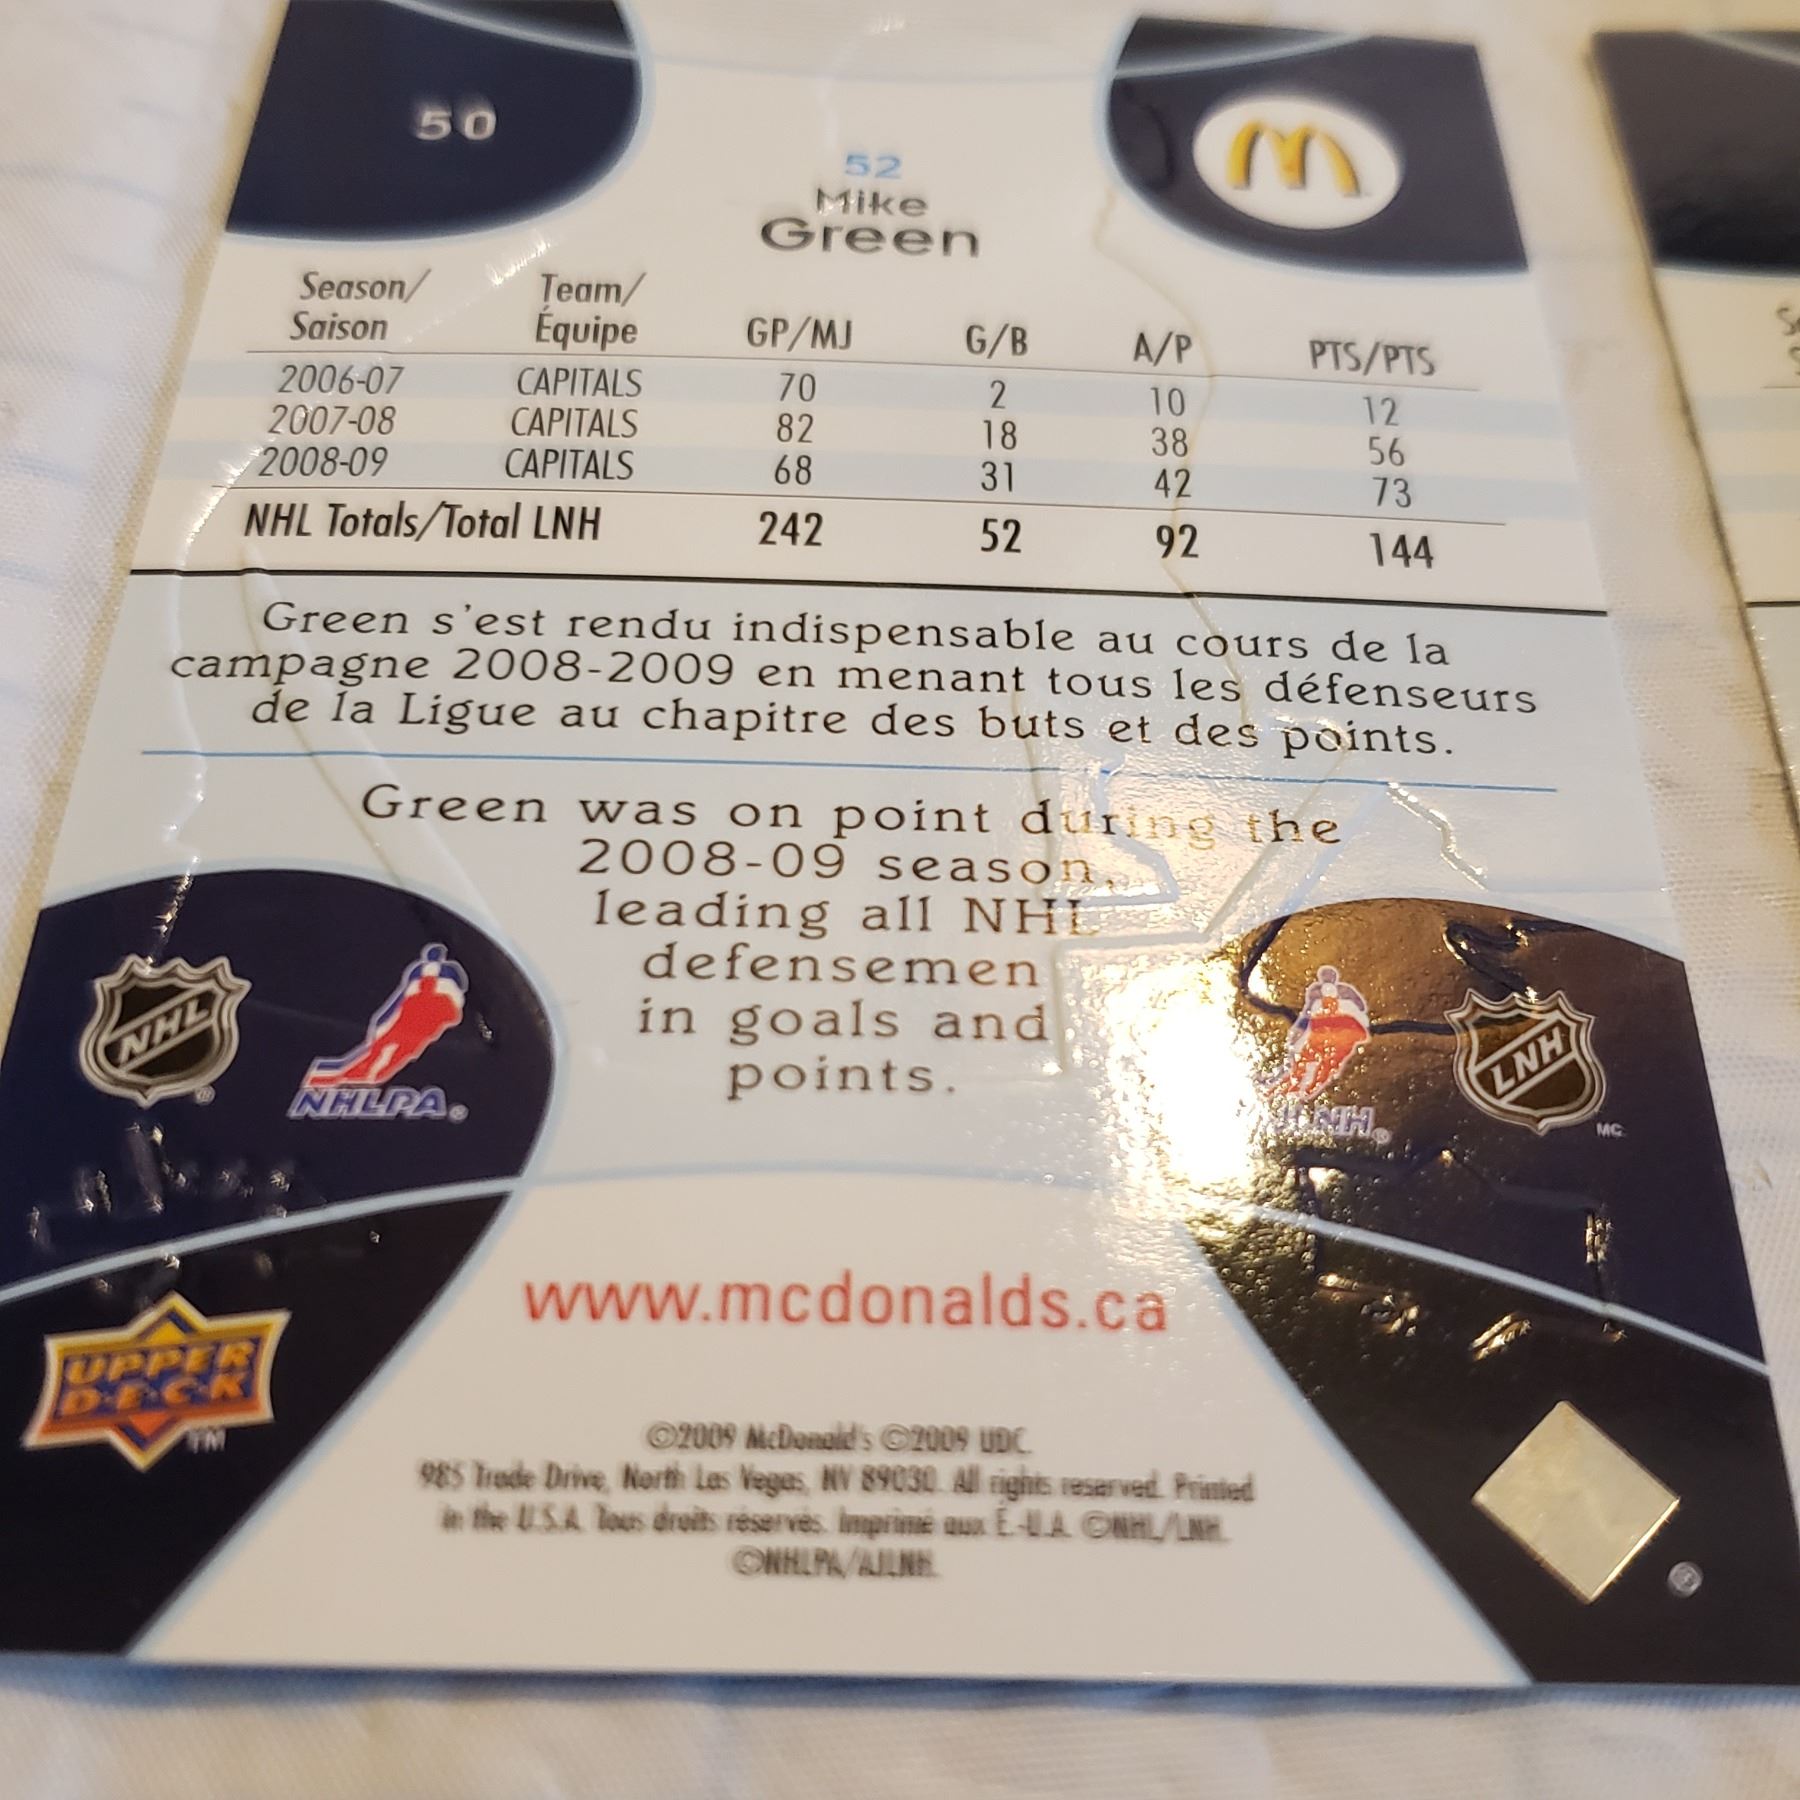 50
52
Mike
Green
Season/ Team/
Saison Équipe GP/MJ G/B A/P PTS/PTS
2006-07 CAPITALS 70 2 10 12
2007-08 CAPITALS 82 18 38 56
2008-09 CAPITALS 68 31 42 73
NHL Totals/Total LNH 242 52 92 144
Green s'est rendu indispensable au cours de la
campagne 2008-2009 en menant tous les défenseurs
de la Ligue au chapitre des buts et des points.
Green was on point during the
2008-09 season,
leading all NHL
defensemen
in goals and
points.
NHL ®
NHLPA®
LNH MC
www.mcdonalds.ca
UPPER
DECK
TM
©2009 McDonald's ©2009 UDC.
985 Trade Drive, North Las Vegas, NV 89030. All rights reserved. Printed
in the U.S.A. Tous droits réservés. Imprimé aux É.-U.A. ©NHL/LNH.
©NHLPA/AJLNH.
®